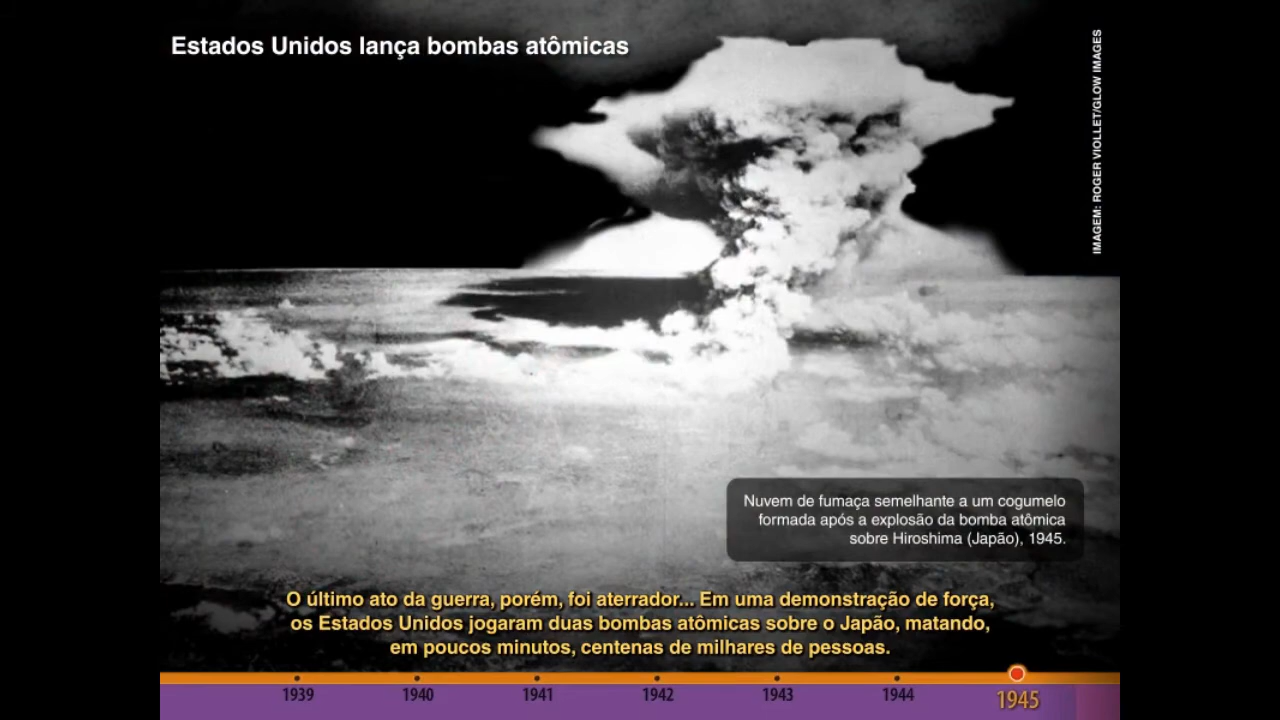 Estados Unidos lança bombas atômicas
IMAGEM: ROGER VIOLLET/GLOW IMAGES
Nuvem de fumaça semelhante a um cogumelo
formada após a explosão da bomba atômica
sobre Hiroshima (Japão), 1945.
O último ato da guerra, porém, foi aterrador... Em uma demonstração de força,
os Estados Unidos jogaram duas bombas atômicas sobre o Japão, matando,
em poucos minutos, centenas de milhares de pessoas.
1939 1940 1941 1942 1943 1944 1945